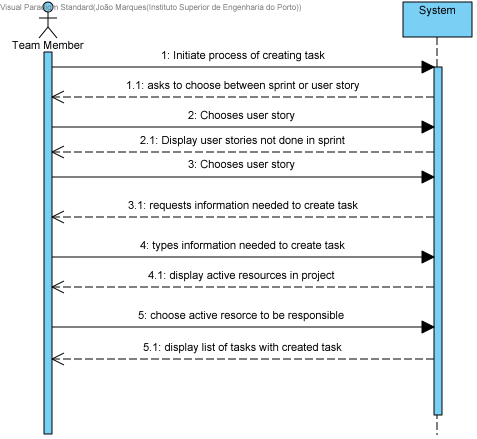 Visual Paradigm Standard(João Marques(Instituto Superior de Engenharia do Porto))
System
Team Member
1: Initiate process of creating task
1.1: asks to choose between sprint or user story
2: Chooses user story
2.1: Display user stories not done in sprint
3: Chooses user story
3.1: requests information needed to create task
4: types information needed to create task
4.1: display active resources in project
5: choose active resorce to be responsible
5.1: display list of tasks with created task